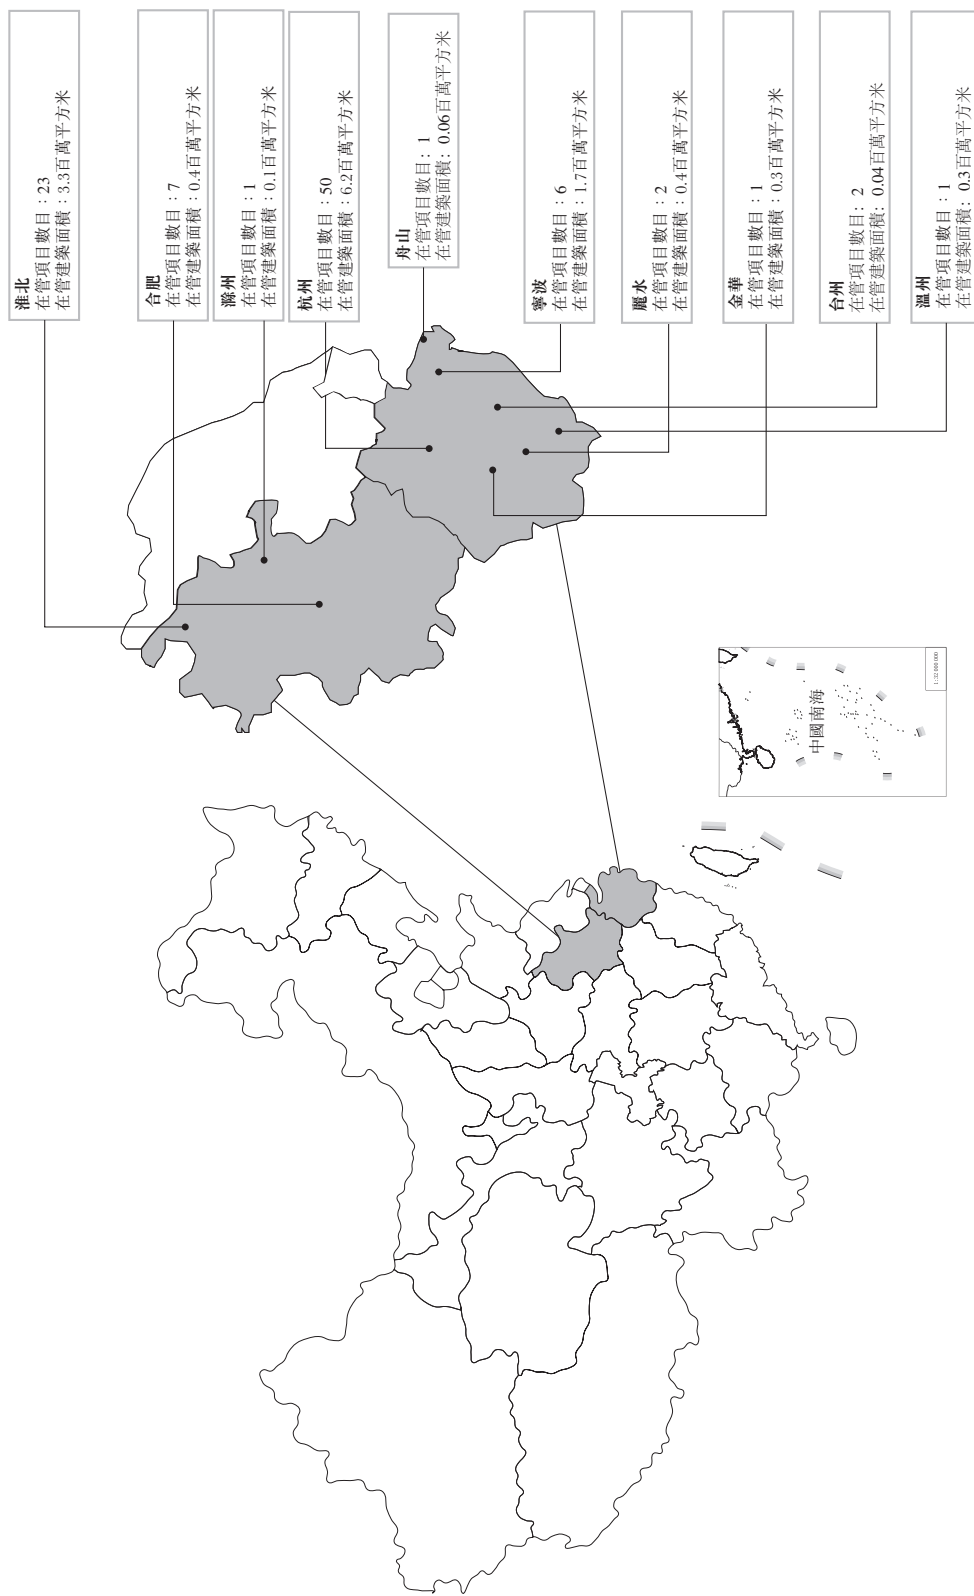 淮北
在管項目數目：23
在管建築面積：3.3百萬平方米
合肥
在管項目數目：7
在管建築面積：0.4百萬平方米
滁州
在管項目數目：1
在管建築面積：0.1百萬平方米
杭州
在管項目數目：50
在管建築面積：6.2百萬平方米
舟山
在管項目數目：1
在管建築面積：0.06百萬平方米
寧波
在管項目數目：6
在管建築面積：1.7百萬平方米
麗水
在管項目數目：2
在管建築面積：0.4百萬平方米
金華
在管項目數目：1
在管建築面積：0.3百萬平方米
台州
在管項目數目：2
在管建築面積：0.04百萬平方米
溫州
在管項目數目：1
在管建築面積：0.3百萬平方米
中國南海
1:32 000 000